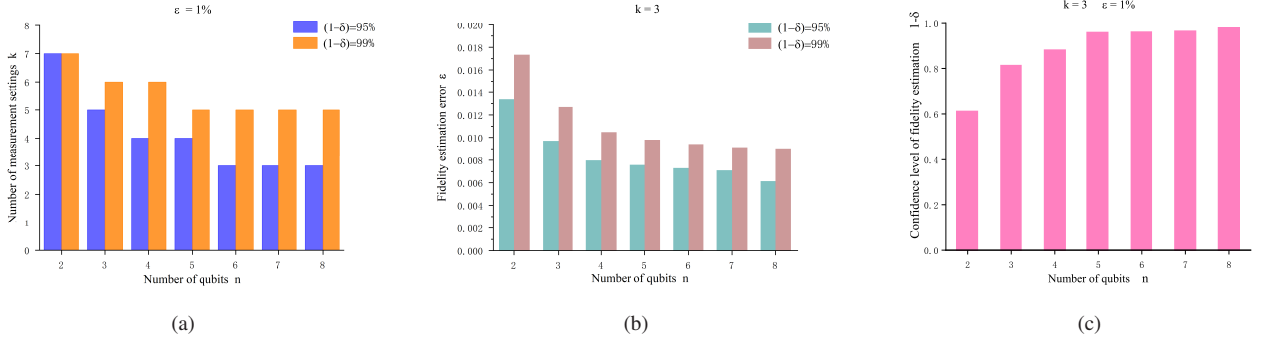 ε = 1%
(1−δ)=95%
(1−δ)=99%
Number of measurement settings k
8
7
6
5
4
3
2
1
0
2 3 4 5 6 7 8
Number of qubits n
(a)
k = 3
(1−δ)=95%
(1−δ)=99%
Fidelity estimation error ε
0.020
0.018
0.016
0.014
0.012
0.010
0.008
0.006
0.004
0.002
0.000
2 3 4 5 6 7 8
Number of qubits n
(b)
k = 3 ε = 1%
Confidence level of fidelity estimation 1-δ
1.0
0.8
0.6
0.4
0.2
0.0
2 3 4 5 6 7 8
Number of qubits n
(c)